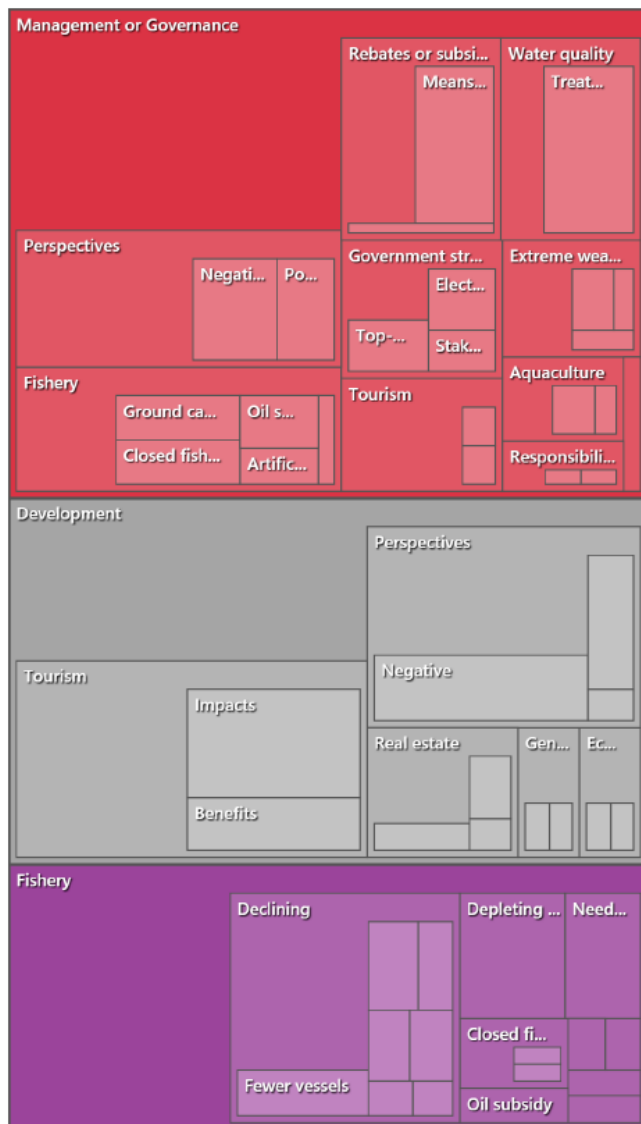 Management or Governance
Rebates or subsi...
Water quality
Means...
Treat...
Perspectives
Negati...
Po...
Government str...
Elect...
Top-...
Stak...
Extreme wea...
Fishery
Ground ca...
Oil s...
Closed fish...
Artific...
Tourism
Aquaculture
Responsibili...
Development
Perspectives
Negative
Tourism
Impacts
Benefits
Real estate
Gen...
Ec...
Fishery
Declining
Depleting ...
Need...
Closed fi...
Fewer vessels
Oil subsidy